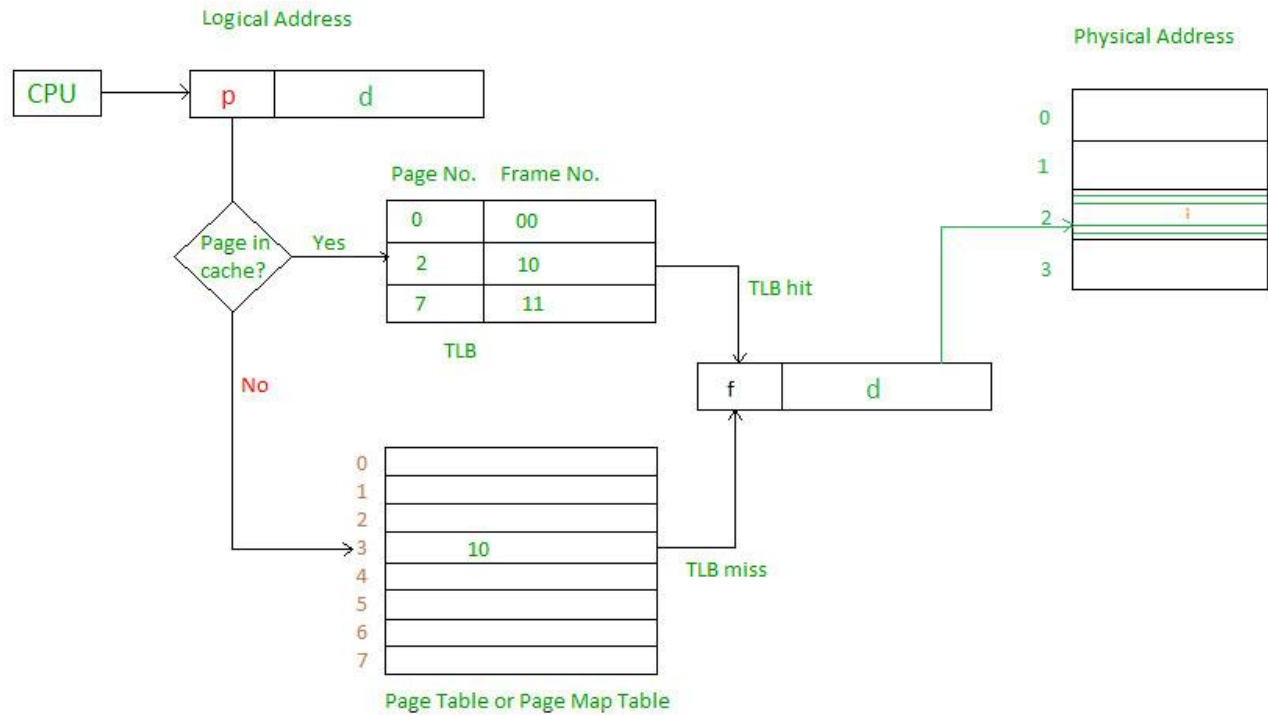 Logical Address
Physical Address
CPU
p d
0
1
2 i
3
Page No. Frame No.
0 00
2 10
7 11
TLB
Page in
cache?
Yes
No
TLB hit
f d
0
1
2
3 10
4
5
6
7
TLB miss
Page Table or Page Map Table